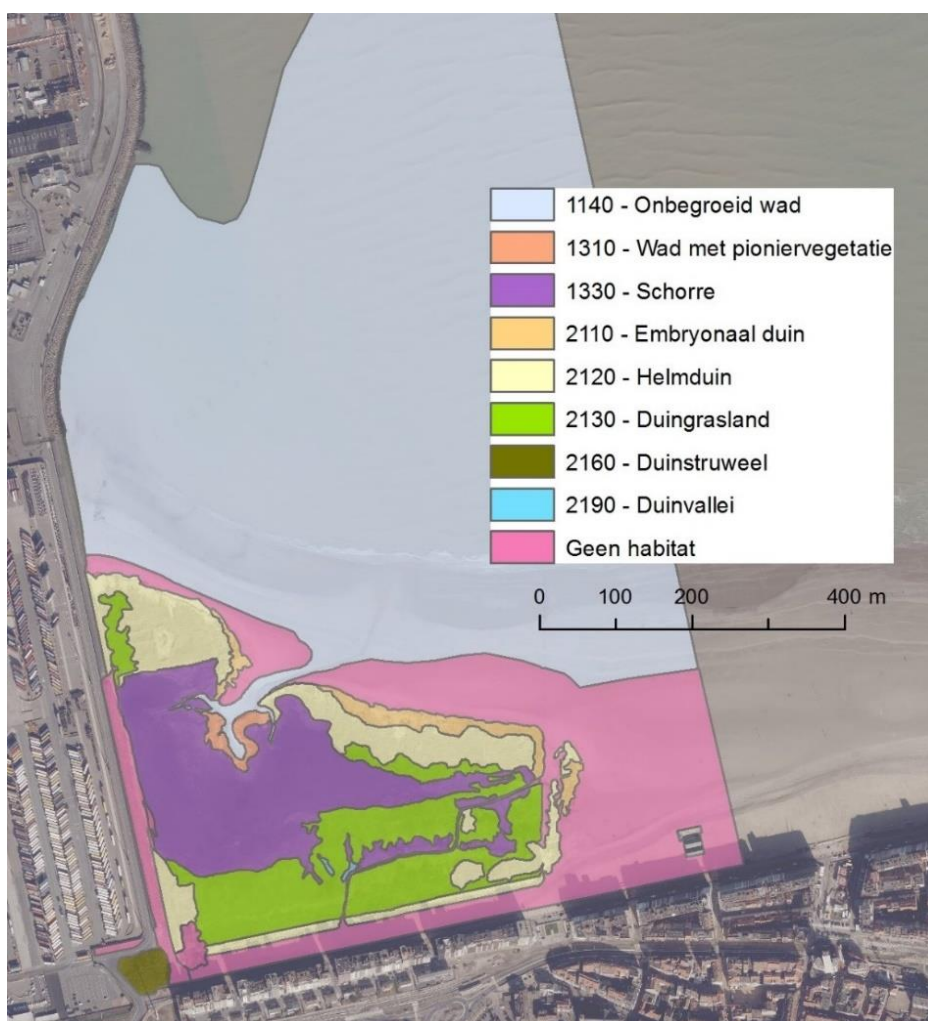 1140 - Onbegroeid wad
1310 - Wad met pioniervegetatie
1330 - Schorre
2110 - Embryonaal duin
2120 - Helmduin
2130 - Duingrasland
2160 - Duinstruweel
2190 - Duinvallei
Geen habitat
0 100 200 400 m